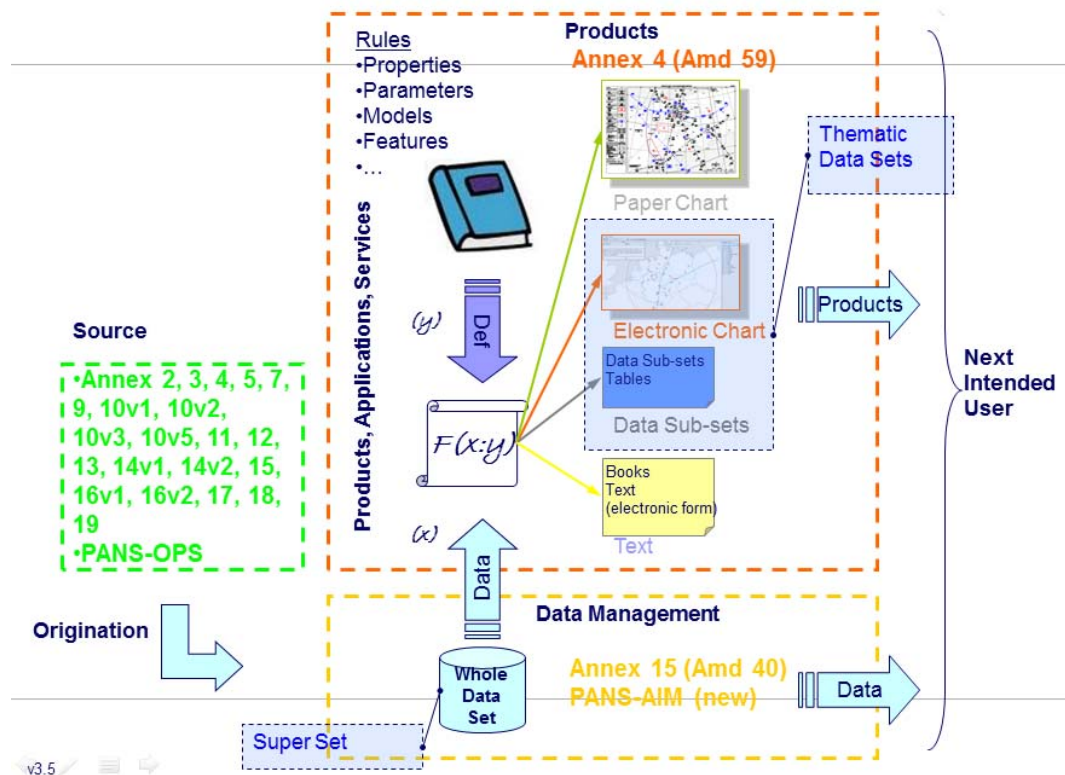 Rules
•Properties
•Parameters
•Models
•Features
•...
Products
Annex 4 (Amd 59)
Paper Chart
Thematic
Data Sets
Electronic Chart
Data Sub-sets
Tables
Data Sub-sets
Books
Text
(electronic form)
Text
Products
Products, Applications, Services
(y)
Def
F(x:y)
(x)
Data
Source
•Annex 2, 3, 4, 5, 7,
9, 10v1, 10v2,
10v3, 10v5, 11, 12,
13, 14v1, 14v2, 15,
16v1, 16v2, 17, 18,
19
•PANS-OPS
Next
Intended
User
Origination
Data Management
Whole
Data
Set
Annex 15 (Amd 40)
PANS-AIM (new)
Data
Super Set
v3.5